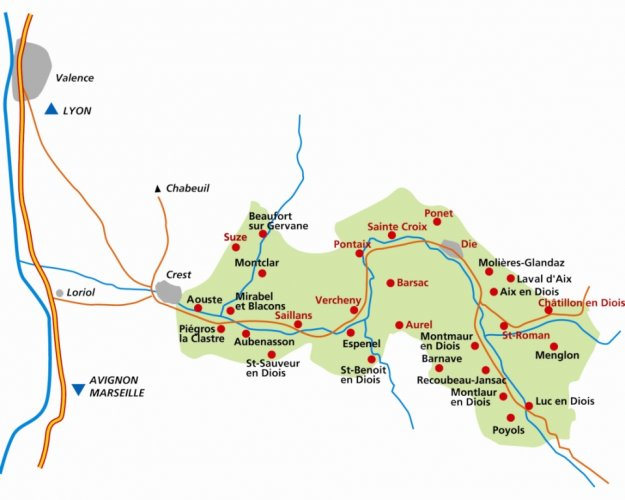 Valence
LYON
Chabeuil
Beaufort
sur Gervane
Suze
Montclar
Ponet
Sainte Croix
Die
Pontaix
Molières-Glandaz
Laval d'Aix
Aix en Diois
Barsac
Crest
Loriol
Aouste
Mirabel
et Blacons
Vercheny
Châtillon en Diois
Saillans
Piégros
la Clastre
Aubenasson
Espenel
Aurel
St-Roman
Montmaur
en Diois
Menglon
St-Sauveur
en Diois
St-Benoit
en Diois
Barnave
Recoubeau-Jansac
AVIGNON
MARSEILLE
Montlaur
en Diois
Luc en Diois
Poyols